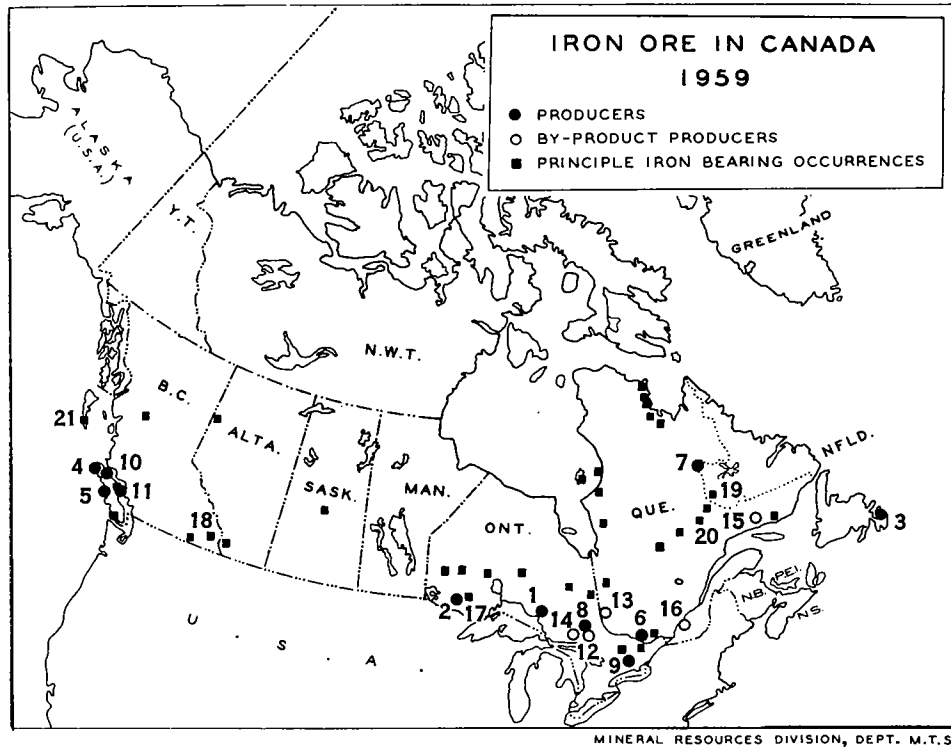 IRON ORE IN CANADA
1959
PRODUCERS
BY-PRODUCT PRODUCERS
PRINCIPLE IRON BEARING OCCURRENCES
ALASKA
(U.S.A.)
Y.T.
GREENLAND
N.W.T.
B.C.
21
ALTA.
NFLD.
4
10
7
SASK.
MAN.
19
5
11
QUE.
ONT.
15
3
18
20
P.E.I.
N.B.
1
13
16
N.S.
2
17
8
6
14
12
9
U. S. A.
MINERAL RESOURCES DIVISION, DEPT. M.T.S